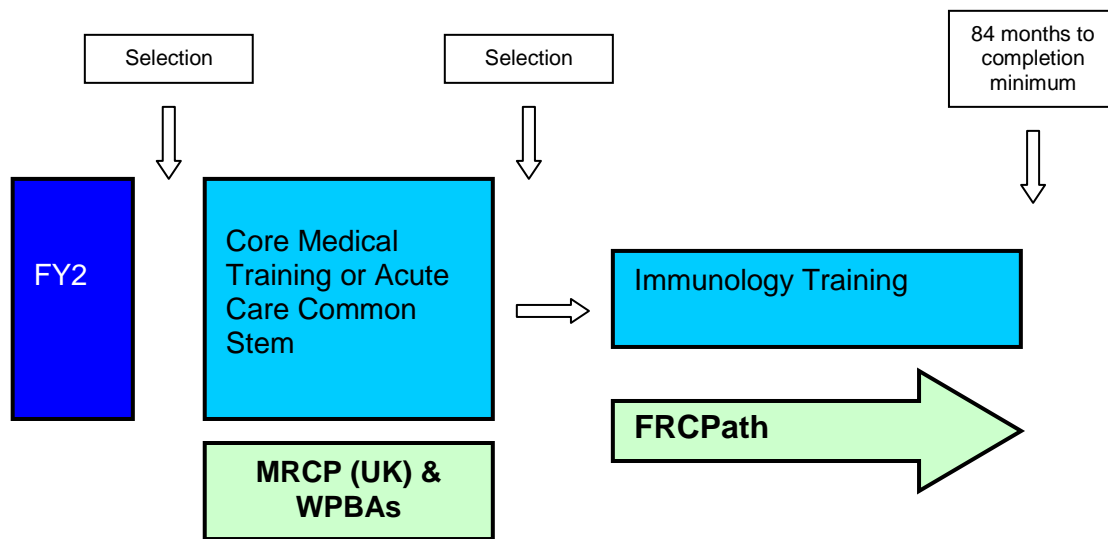 Selection
Selection
84 months to
completion
minimum
FY2
Core Medical
Training or Acute
Care Common
Stem
Immunology Training
MRCP (UK) &
WPBAs
FRCPath